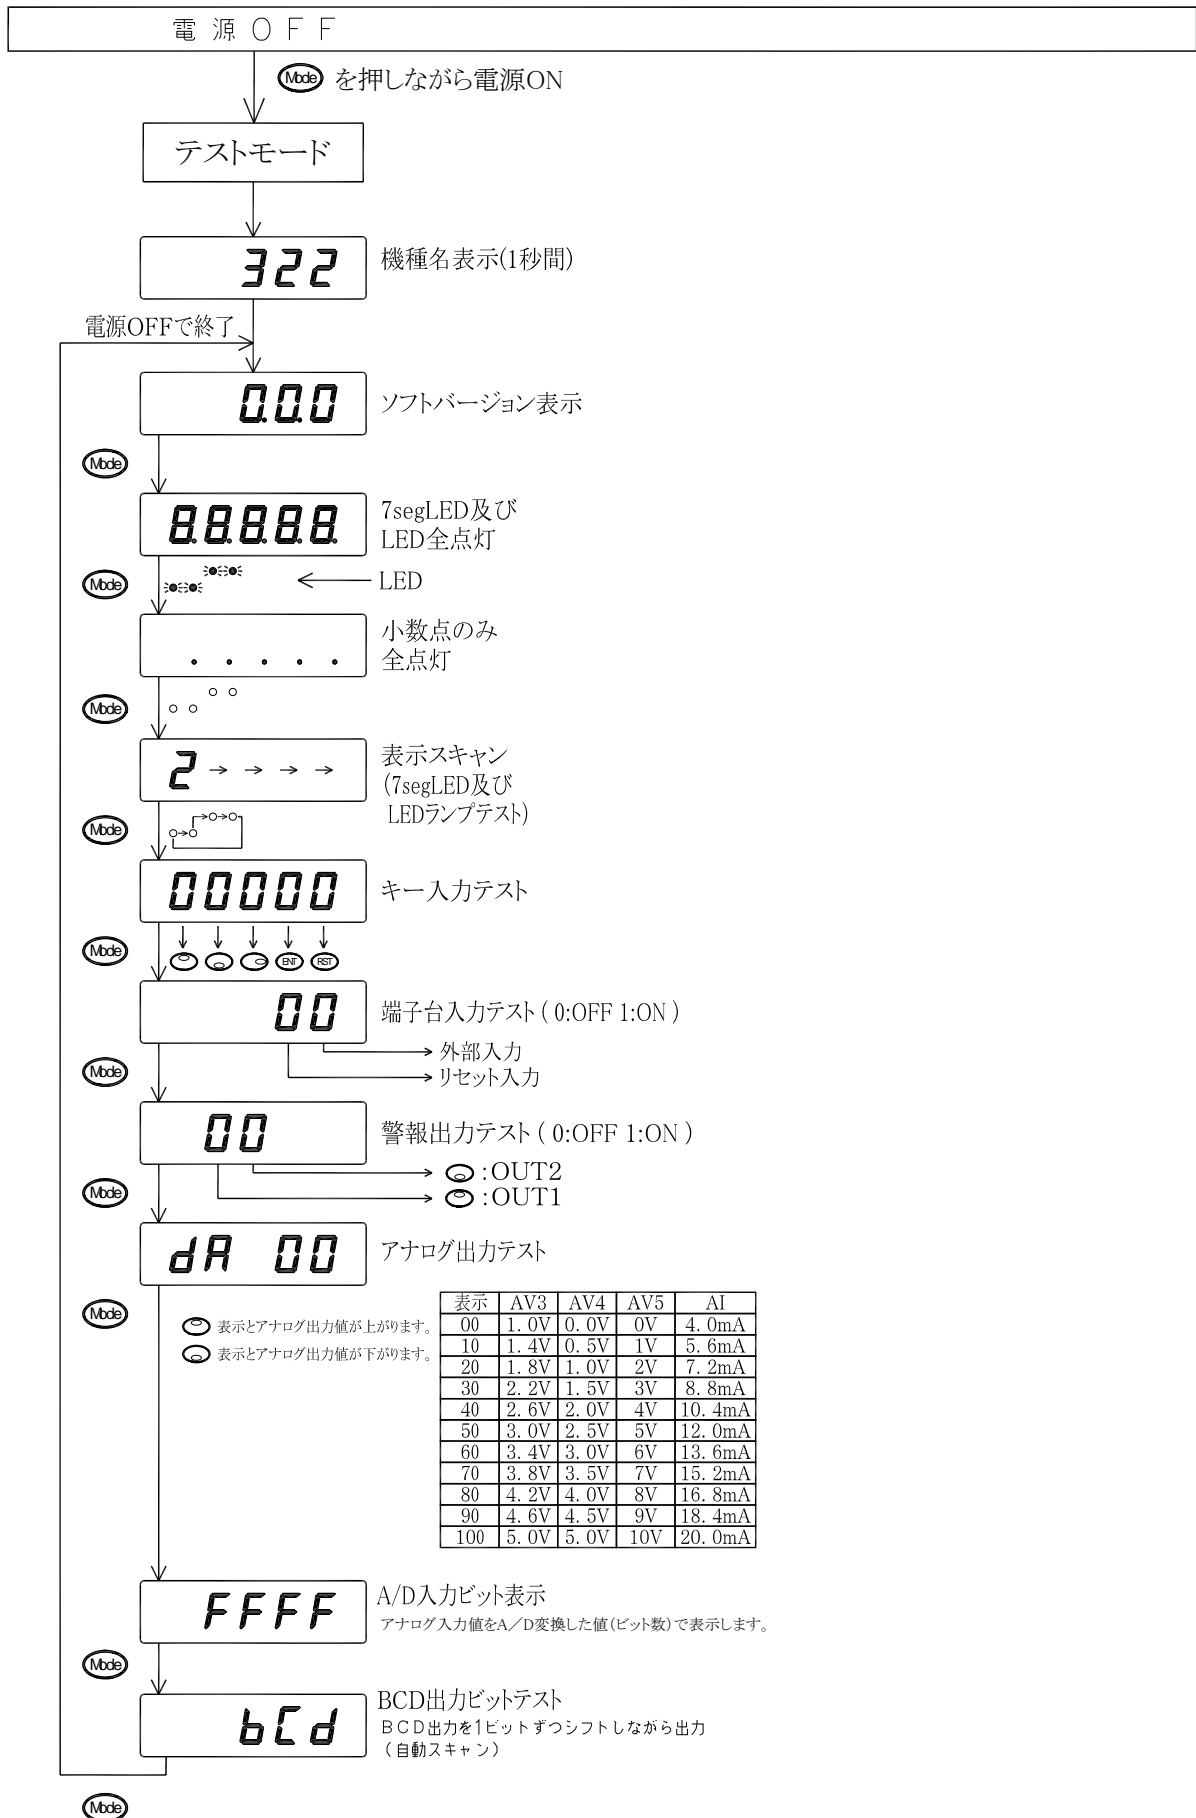 電源OFF
Mode を押しながら電源ON
テストモード
322 機種名表示(1秒間)
電源OFFで終了
0.0.0 ソフトバージョン表示
Mode
8.8.8.8.8. 7segLED及び
LED全点灯
Mode
LED
. . . . . 小数点のみ
全点灯
Mode
2 → → → → 表示スキャン
(7segLED及び
LEDランプテスト)
Mode
00000 キー入力テスト
Mode
ENT RST
00 端子台入力テスト ( 0:OFF 1:ON )
外部入力
Mode
リセット入力
00 警報出力テスト ( 0:OFF 1:ON )
:OUT2
Mode
:OUT1
dA 00 アナログ出力テスト
Mode
表示とアナログ出力値が上がります。
表示とアナログ出力値が下がります。
表示 AV3 AV4 AV5 AI
00 1.0V 0.0V 0V 4.0mA
10 1.4V 0.5V 1V 5.6mA
20 1.8V 1.0V 2V 7.2mA
30 2.2V 1.5V 3V 8.8mA
40 2.6V 2.0V 4V 10.4mA
50 3.0V 2.5V 5V 12.0mA
60 3.4V 3.0V 6V 13.6mA
70 3.8V 3.5V 7V 15.2mA
80 4.2V 4.0V 8V 16.8mA
90 4.6V 4.5V 9V 18.4mA
100 5.0V 5.0V 10V 20.0mA
FFFF A/D入力ビット表示
アナログ入力値をA／D変換した値(ビット数)で表示します。
Mode
bCd BCD出力ビットテスト
BCD出力を1ビットずつシフトしながら出力
(自動スキャン)
Mode